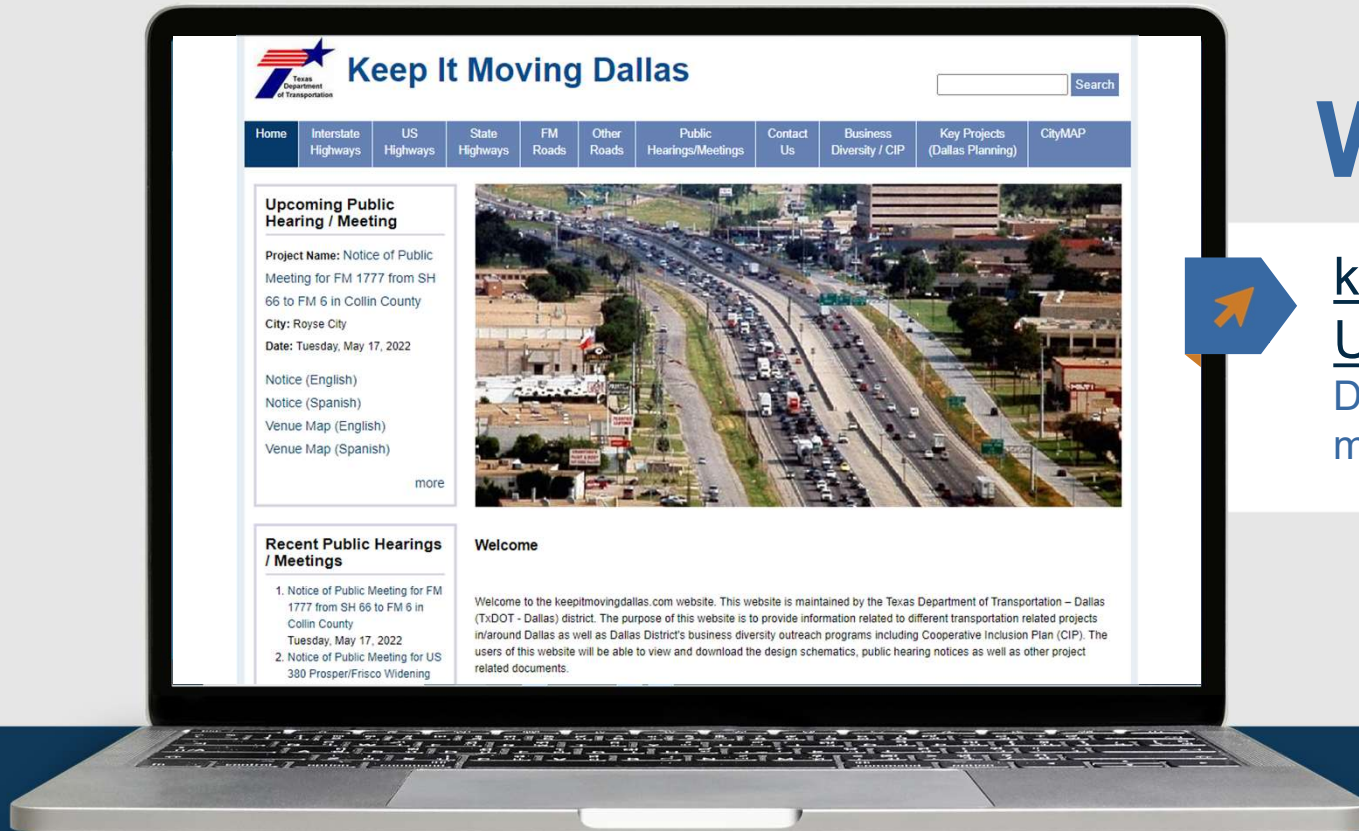 Texas
Department
of Transportation
Keep It Moving Dallas
Search
Home
Interstate
Highways
US
Highways
State
Highways
FM
Roads
Other
Roads
Public
Hearings/Meetings
Contact
Us
Business
Diversity / CIP
Key Projects
(Dallas Planning)
CityMAP
Upcoming Public
Hearing / Meeting
Project Name: Notice of Public
Meeting for FM 1777 from SH
66 to FM 6 in Collin County
City: Royse City
Date: Tuesday, May 17, 2022
Notice (English)
Notice (Spanish)
Venue Map (English)
Venue Map (Spanish)
more
Recent Public Hearings
/ Meetings
1. Notice of Public Meeting for FM
1777 from SH 66 to FM 6 in
Collin County
Tuesday, May 17, 2022
2. Notice of Public Meeting for US
380 Prosper/Frisco Widening
Welcome
Welcome to the keepitmovingdallas.com website. This website is maintained by the Texas Department of Transportation – Dallas
(TxDOT - Dallas) district. The purpose of this website is to provide information related to different transportation related projects
in/around Dallas as well as Dallas District's business diversity outreach programs including Cooperative Inclusion Plan (CIP). The
users of this website will be able to view and download the design schematics, public hearing notices as well as other project
related documents.
W
k
U
D
m